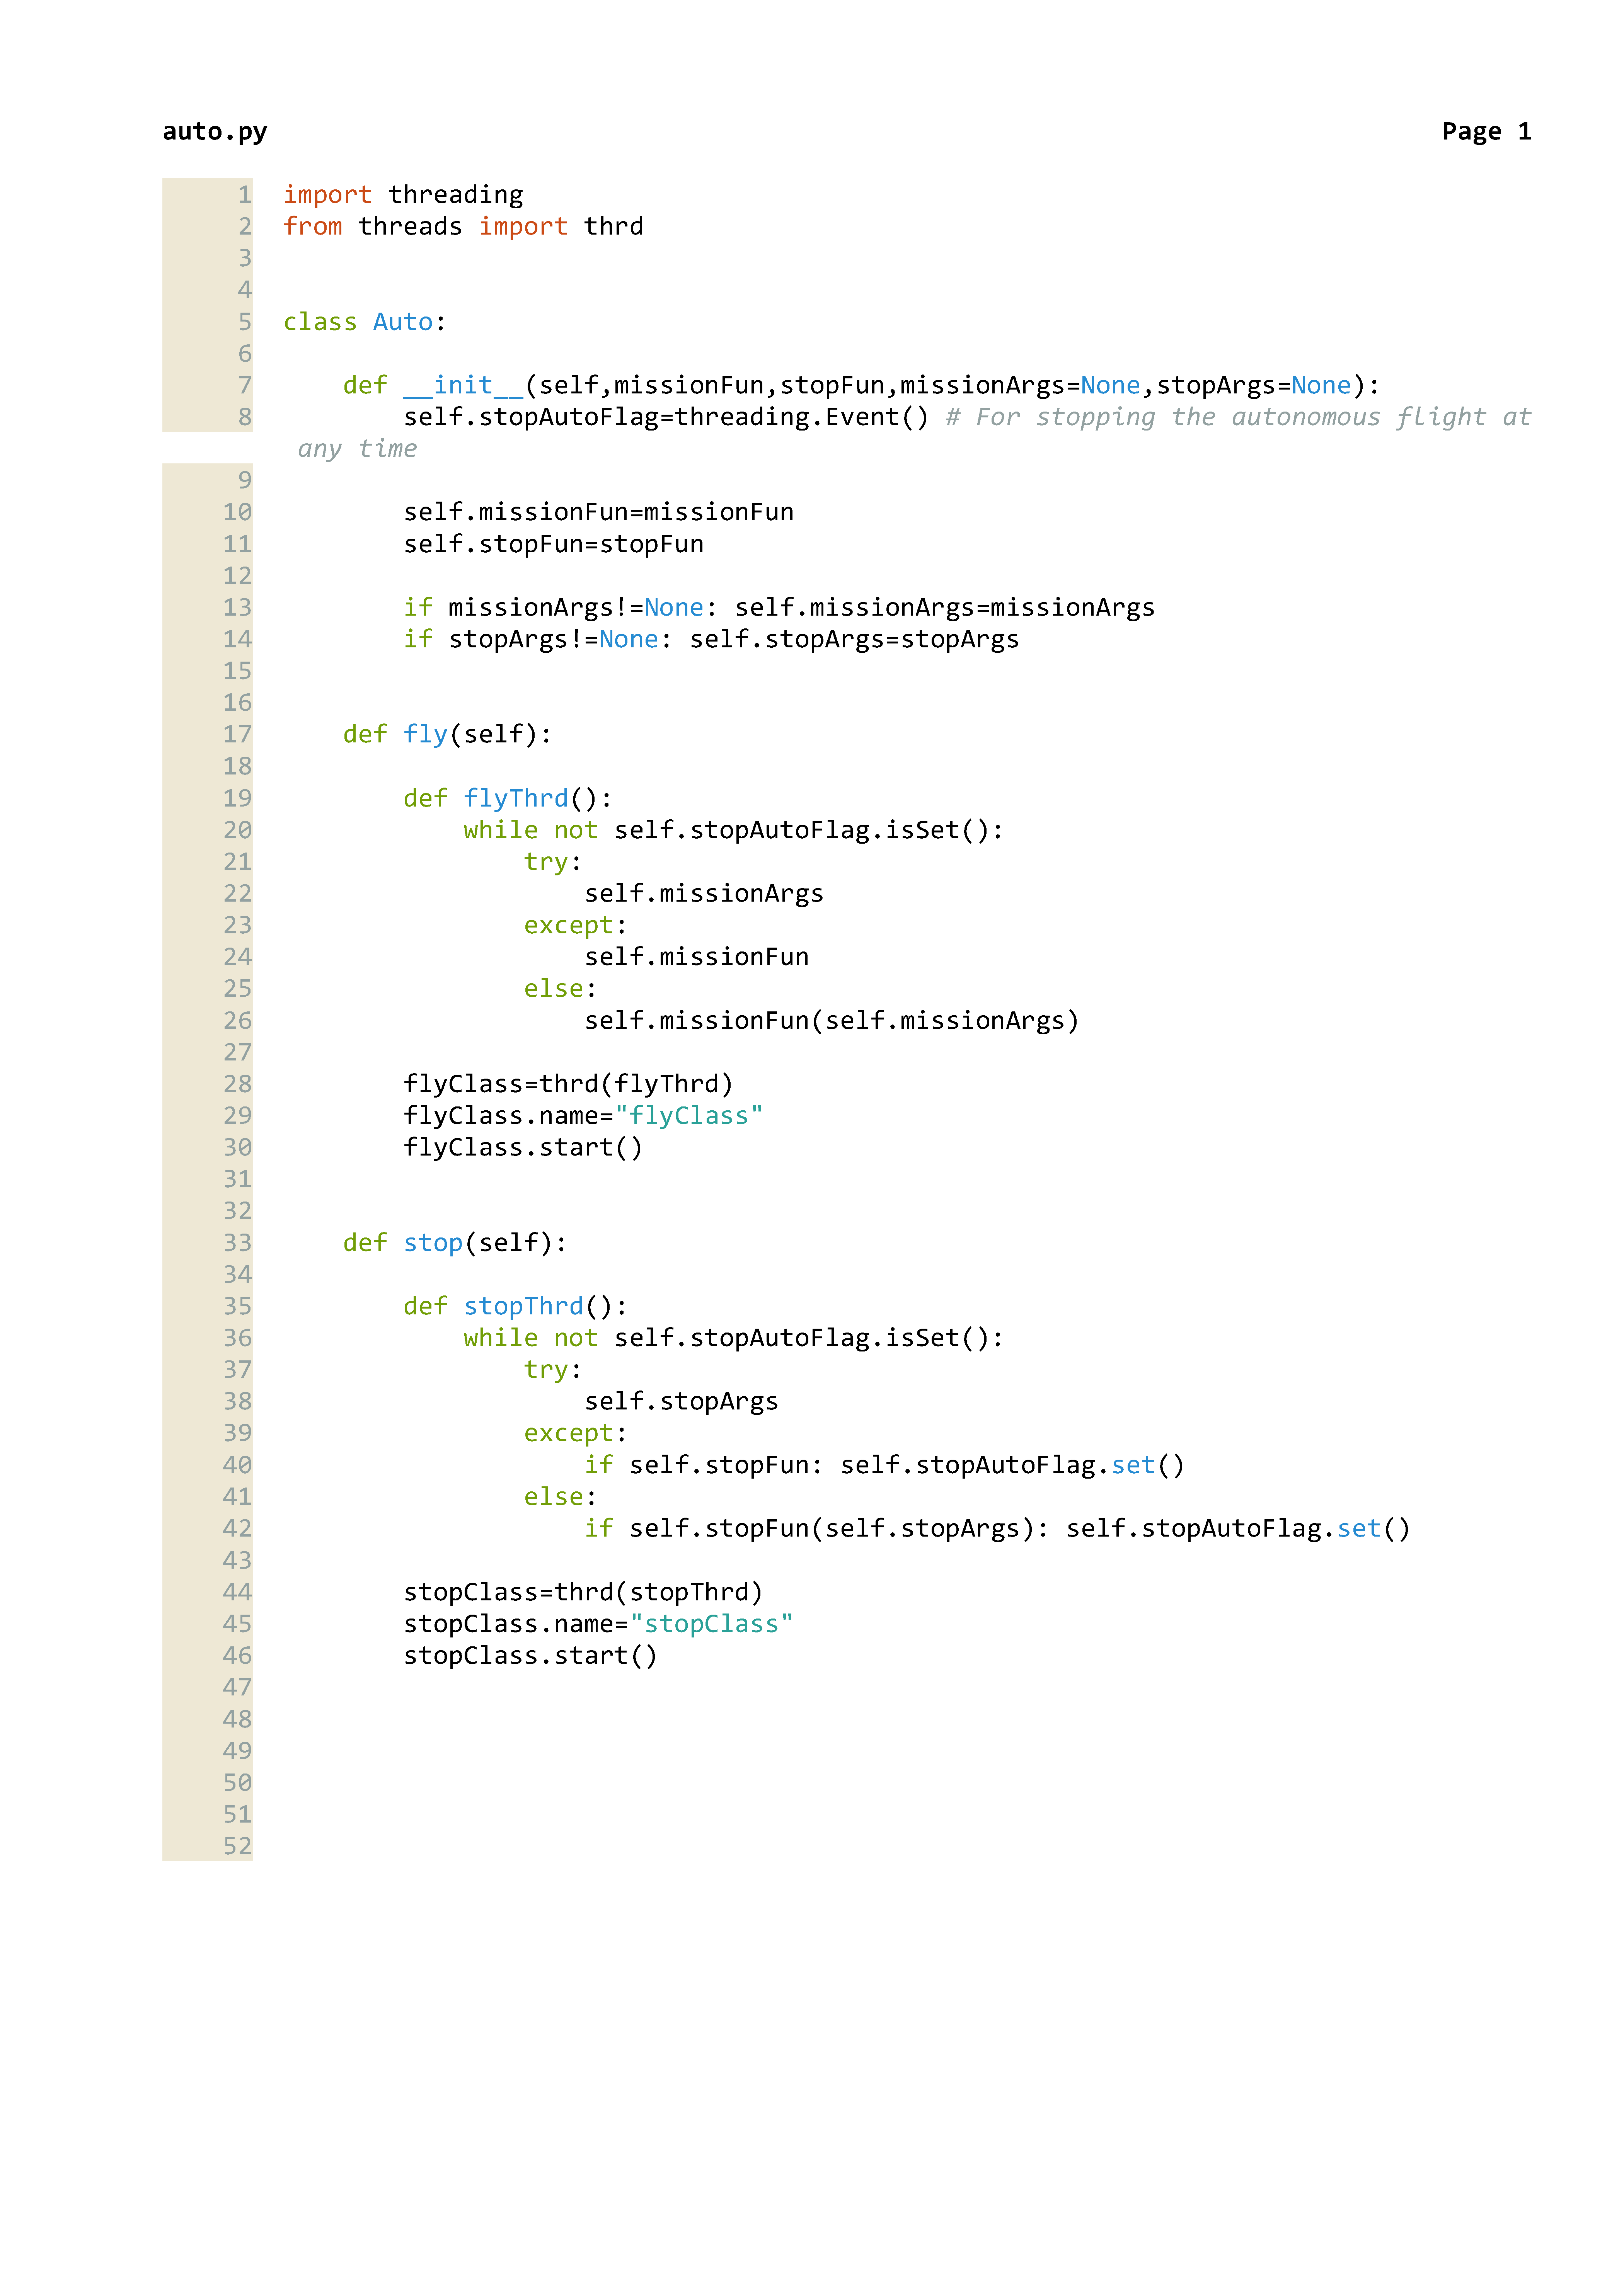 auto.py Page 1
1 import threading
2 from threads import thrd
3
4
5 class Auto:
6
7     def __init__(self,missionFun,stopFun,missionArgs=None,stopArgs=None):
8         self.stopAutoFlag=threading.Event() # For stopping the autonomous flight at
 any time
9
10         self.missionFun=missionFun
11         self.stopFun=stopFun
12
13         if missionArgs!=None: self.missionArgs=missionArgs
14         if stopArgs!=None: self.stopArgs=stopArgs
15
16
17     def fly(self):
18
19         def flyThrd():
20             while not self.stopAutoFlag.isSet():
21                 try:
22                     self.missionArgs
23                 except:
24                     self.missionFun
25                 else:
26                     self.missionFun(self.missionArgs)
27
28         flyClass=thrd(flyThrd)
29         flyClass.name="flyClass"
30         flyClass.start()
31
32
33     def stop(self):
34
35         def stopThrd():
36             while not self.stopAutoFlag.isSet():
37                 try:
38                     self.stopArgs
39                 except:
40                     if self.stopFun: self.stopAutoFlag.set()
41                 else:
42                     if self.stopFun(self.stopArgs): self.stopAutoFlag.set()
43
44         stopClass=thrd(stopThrd)
45         stopClass.name="stopClass"
46         stopClass.start()
47
48
49
50
51
52